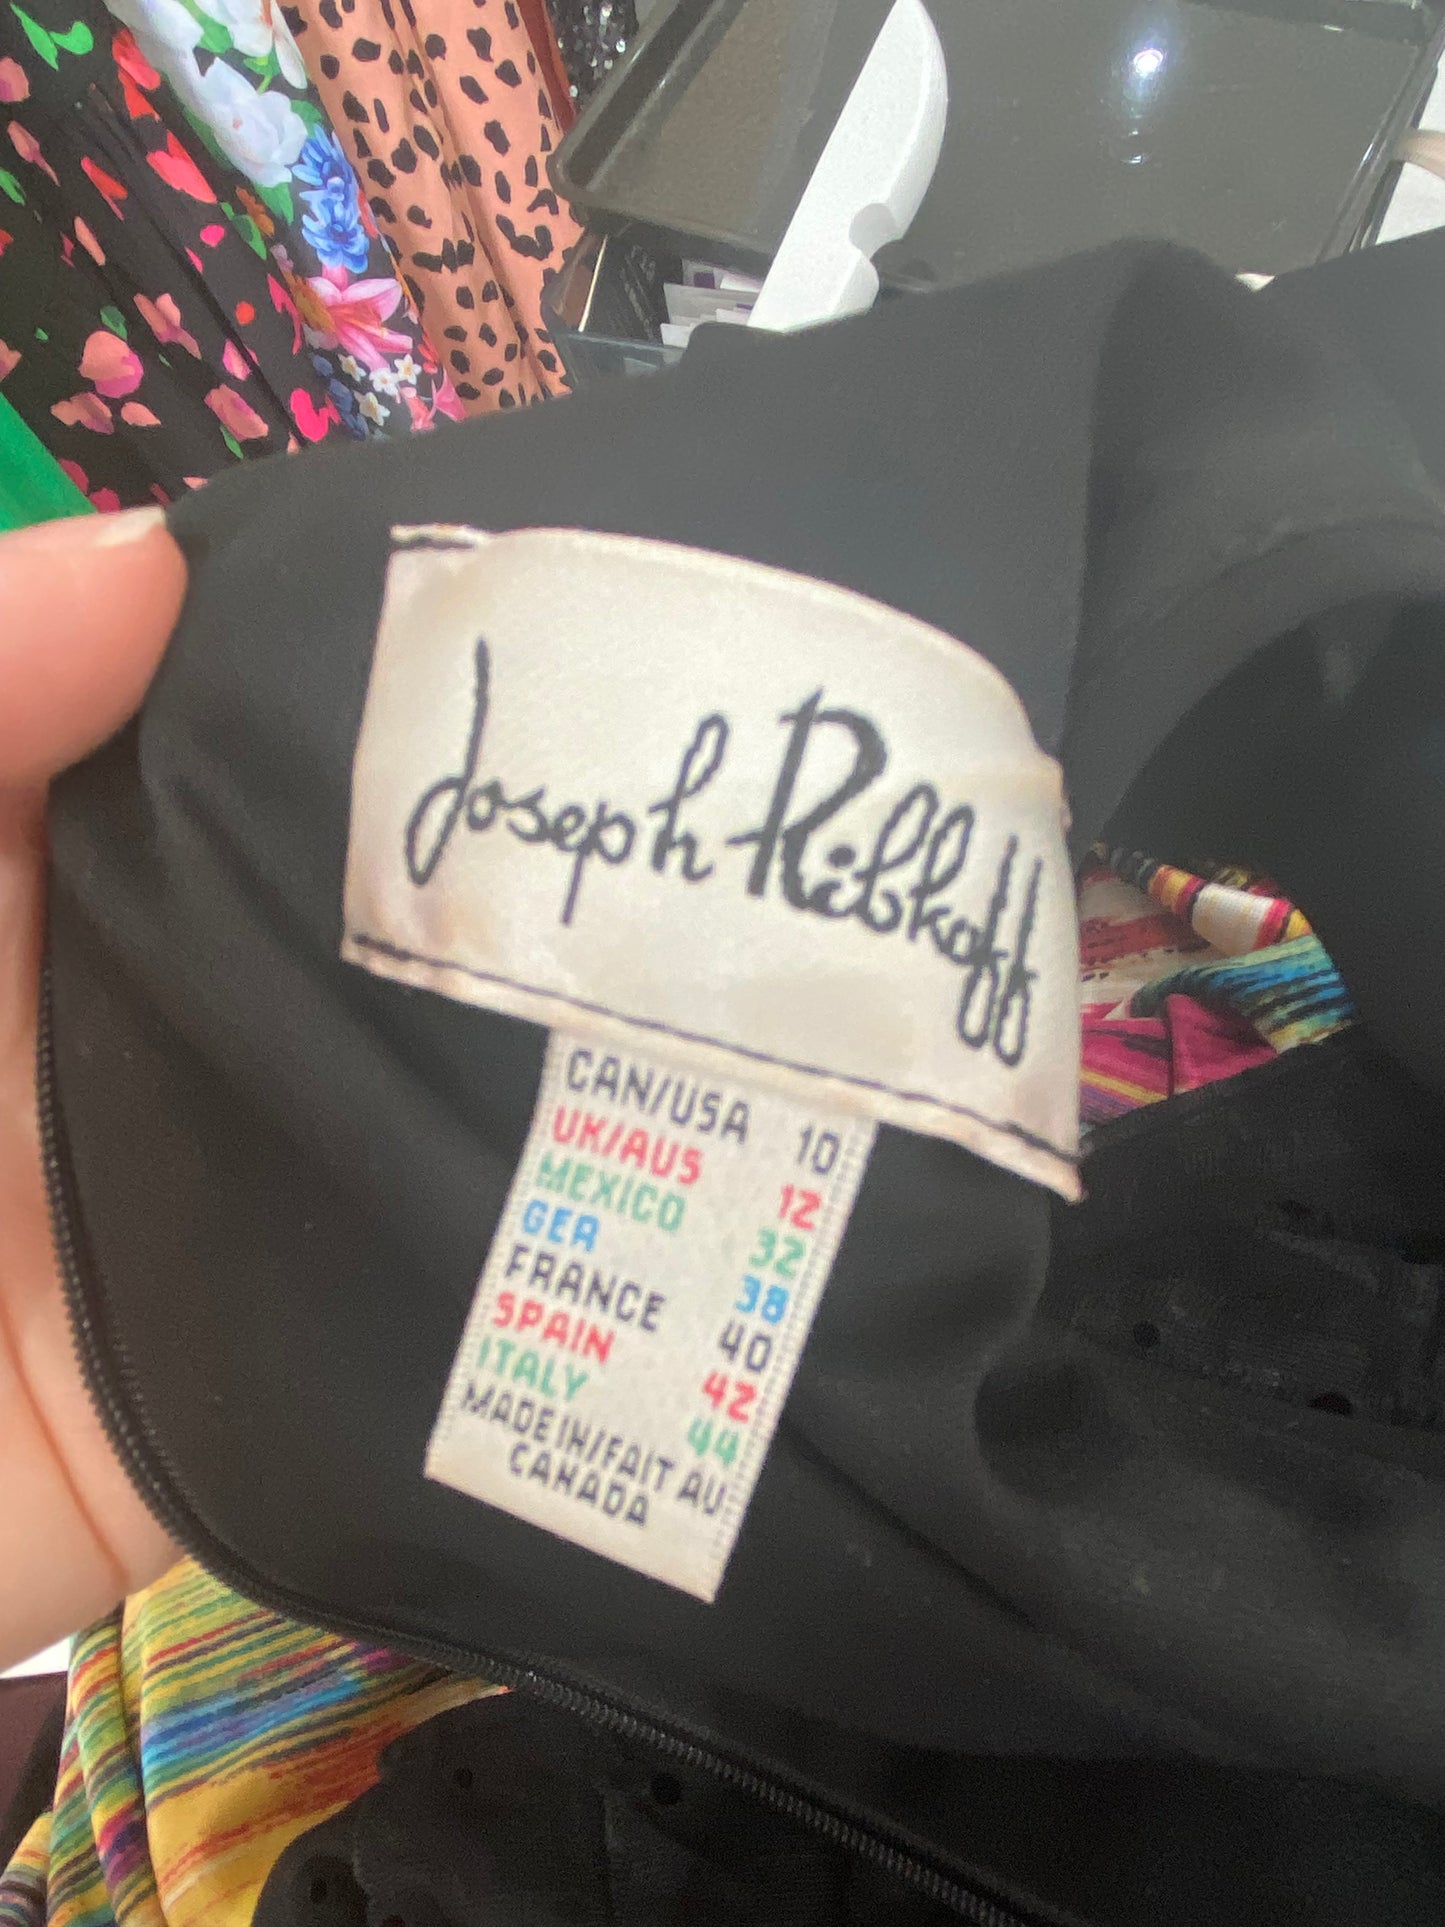 Joseph Ribkoff
CAN/USA 10
UK/AUS 12
MEXICO 32
GER 38
FRANCE 40
SPAIN 42
ITALY 44
MADE IN/FAIT AU
CANADA